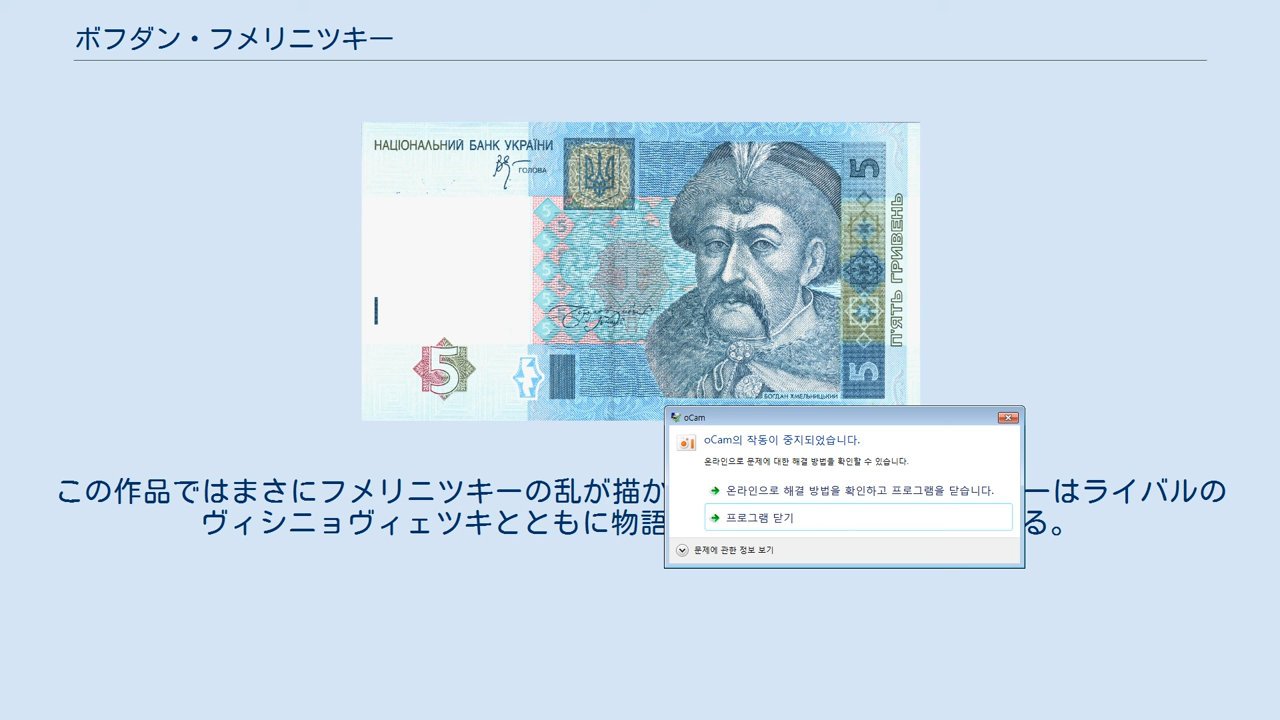 ボフダン・フメリニツキー
НАЦІОНАЛЬНИЙ БАНК УКРАЇНИ
ГОЛОВА
5
П'ЯТЬ ГРИВЕНЬ
5
5
БОГДАН ХМЕЛЬНИЦЬКИЙ
oCam
oCam의 작동이 중지되었습니다.
온라인으로 문제에 대한 해결 방법을 확인할 수 있습니다.
온라인으로 해결 방법을 확인하고 프로그램을 닫습니다.
프로그램 닫기
문제에 관한 정보 보기
この作品ではまさにフメリニツキーの乱が描か ーはライバルの
ヴィシニョヴィェツキとともに物語 る。